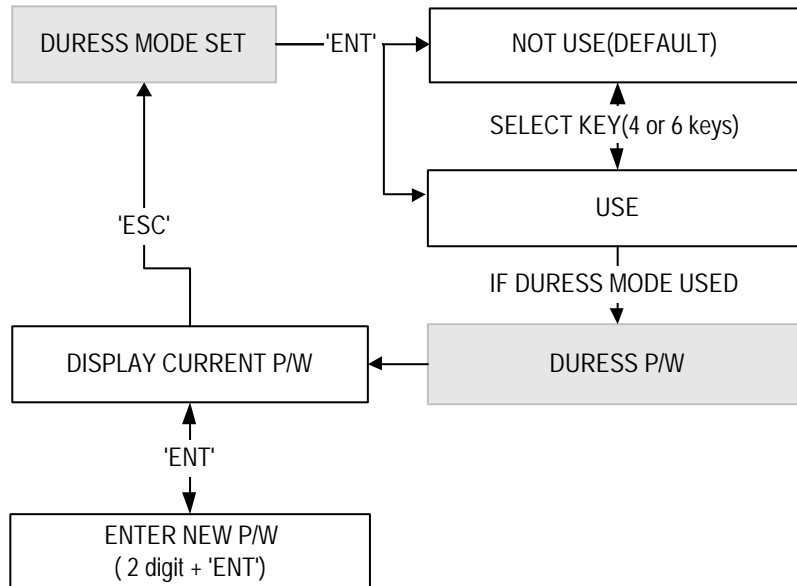 DURESS MODE SET
'ENT'
NOT USE(DEFAULT)
SELECT KEY(4 or 6 keys)
USE
'ESC'
IF DURESS MODE USED
DISPLAY CURRENT P/W
DURESS P/W
'ENT'
ENTER NEW P/W
( 2 digit + 'ENT')